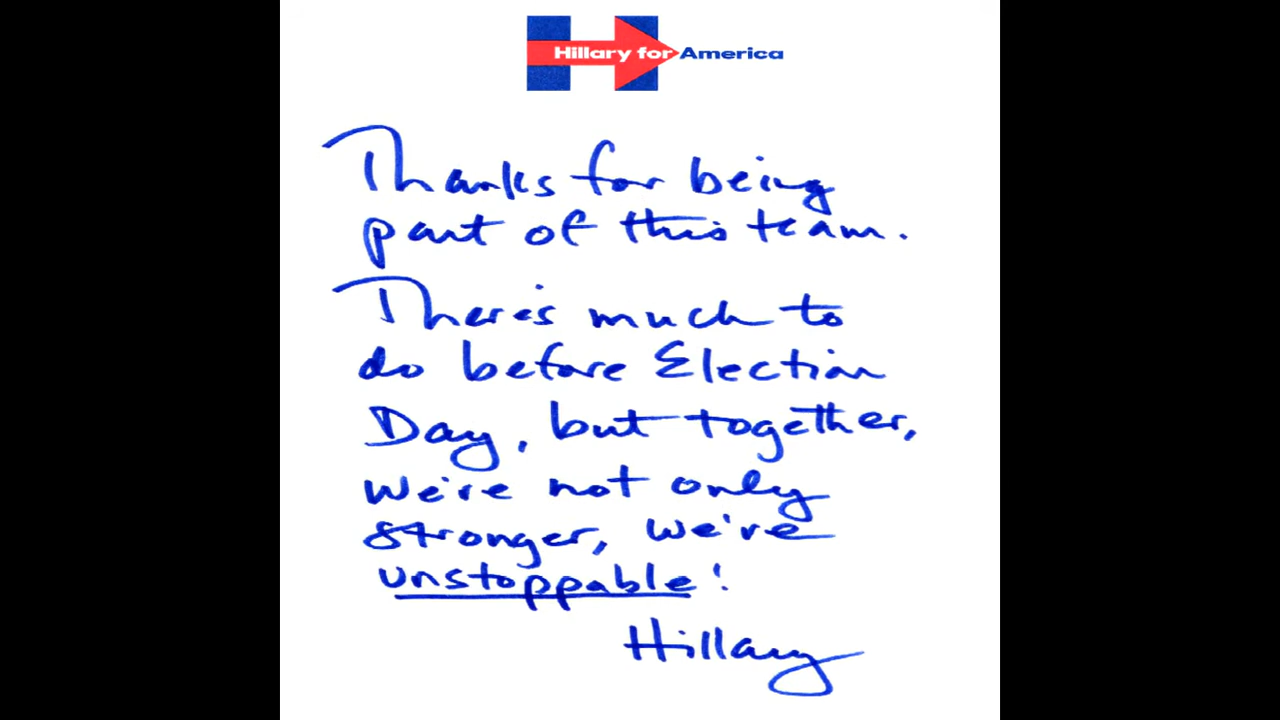 Hillary for America
Thanks for being
part of this team.
There's much to
do before Election
Day, but together,
we're not only
stronger, we're
unstoppable!
Hillary